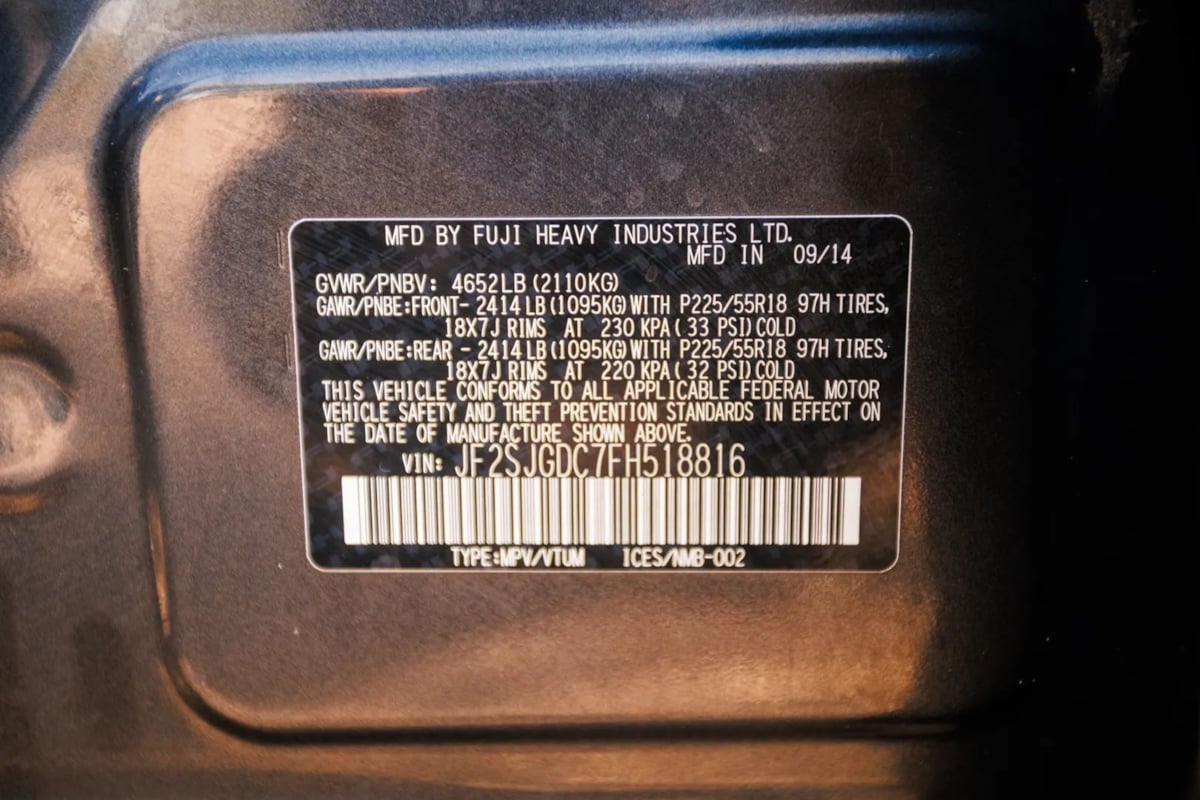 MFD BY FUJI HEAVY INDUSTRIES LTD.
MFD IN 09/14
GVWR/PNBV: 4652LB (2110KG)
GAWR/PNBE:FRONT- 2414 LB (1095KG) WITH P225/55R18 97H TIRES,
18X7J RIMS AT 230 KPA ( 33 PSI) COLD
GAWR/PNBE:REAR - 2414 LB (1095KG) WITH P225/55R18 97H TIRES,
18X7J RIMS AT 220 KPA ( 32 PSI) COLD
THIS VEHICLE CONFORMS TO ALL APPLICABLE FEDERAL MOTOR
VEHICLE SAFETY AND THEFT PREVENTION STANDARDS IN EFFECT ON
THE DATE OF MANUFACTURE SHOWN ABOVE.
VIN: JF2SJGDC7FH518816
TYPE:MPV/VTUM ICES/NMB-002